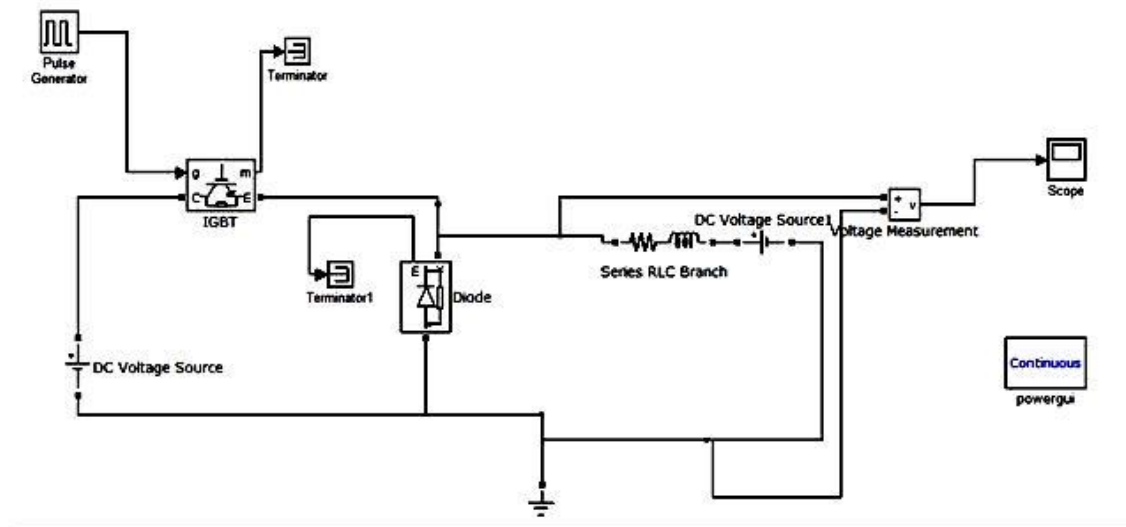 Pulse
Generator
Terminator
g
m
C
E
IGBT
Scope
+
-
v
DC Voltage Source1
Voltage Measurement
Series RLC Branch
Terminator1
Diode
DC Voltage Source
Continuous
powergui